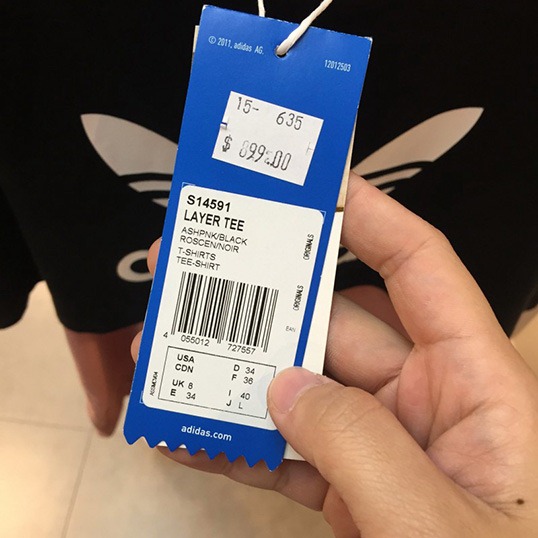 © 2011, adidas AG.
12012503
15- 635
$ 899.00
S14591
LAYER TEE
ASHPNK/BLACK
ROSCEN/NOIR
T-SHIRTS
TEE-SHIRT
ORIGINALS
ORIGINALS
EAN
4 055012 727557
USA
CDN
D 34
F 36
UK 8
E 34
I 40
J L
adidas.com